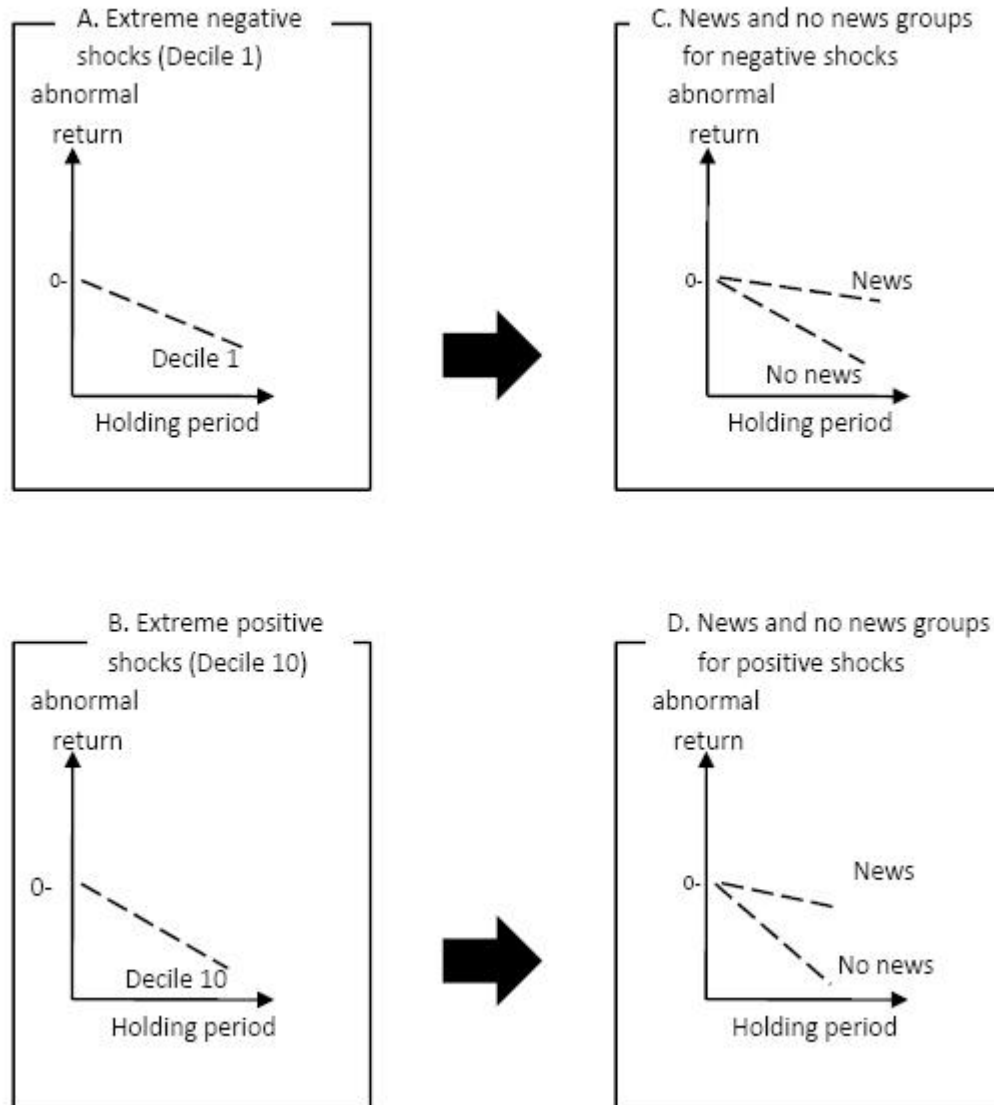 A. Extreme negative
shocks (Decile 1)
abnormal
return
0-
Decile 1
Holding period
C. News and no news groups
for negative shocks
abnormal
return
0-
News
No news
Holding period
B. Extreme positive
shocks (Decile 10)
abnormal
return
0-
Decile 10
Holding period
D. News and no news groups
for positive shocks
abnormal
return
0-
News
No news
Holding period